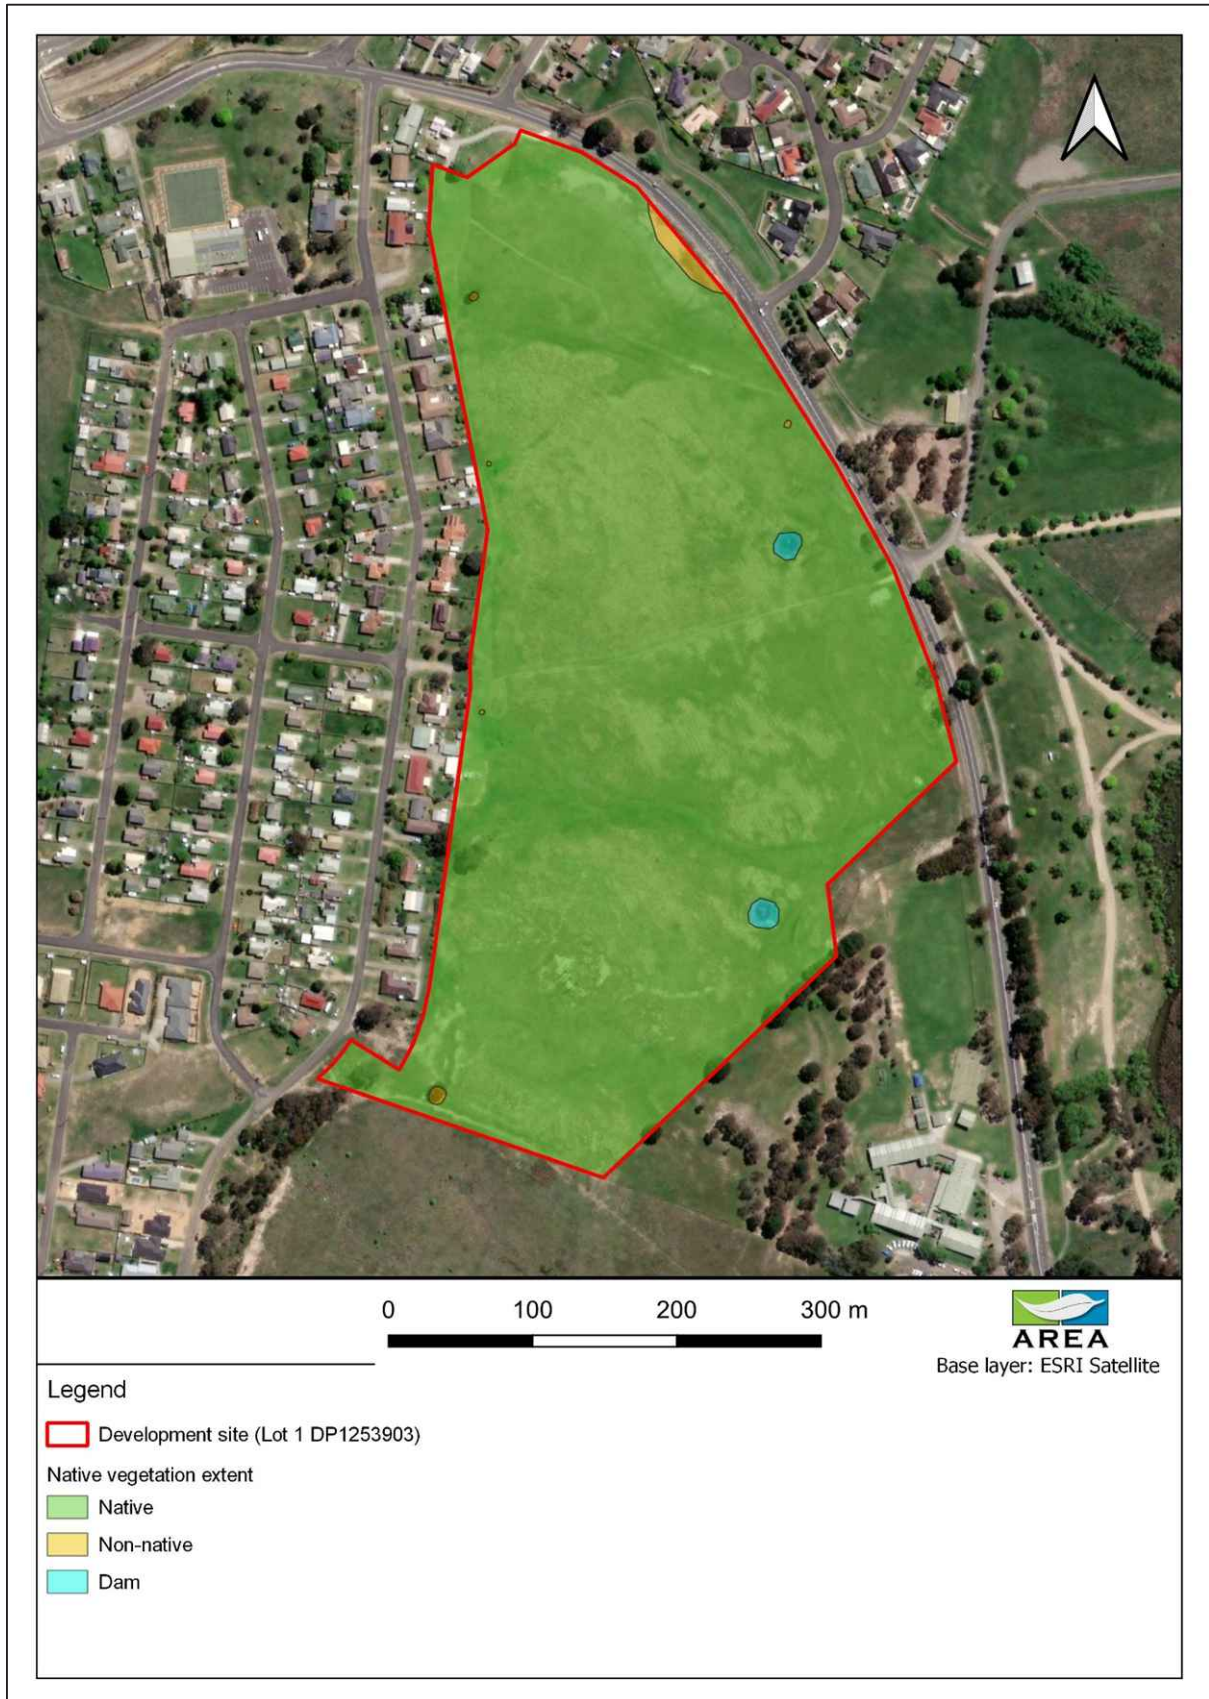 0 100 200 300 m
AREA
Base layer: ESRI Satellite
Legend
Development site (Lot 1 DP1253903)
Native vegetation extent
Native
Non-native
Dam